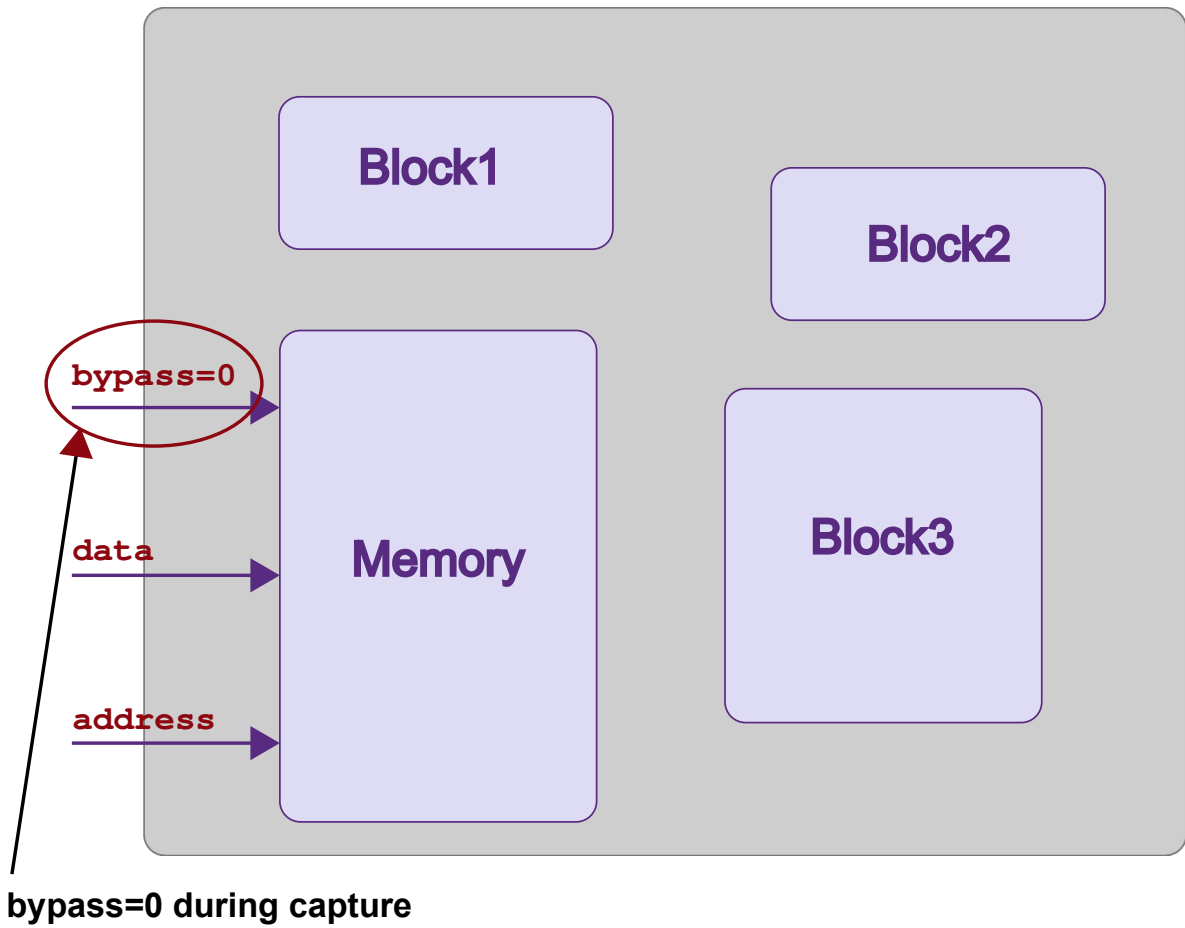 Block1
Block2
bypass=0
data
Memory
Block3
address
bypass=0 during capture